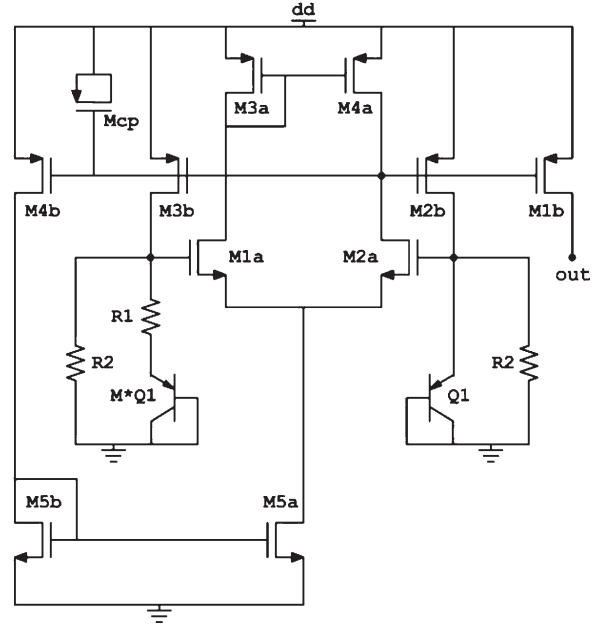 dd
M3a M4a
Mcp
M4b M3b M2b M1b
M1a M2a
out
R1
R2 R2
M*Q1 Q1
M5b M5a